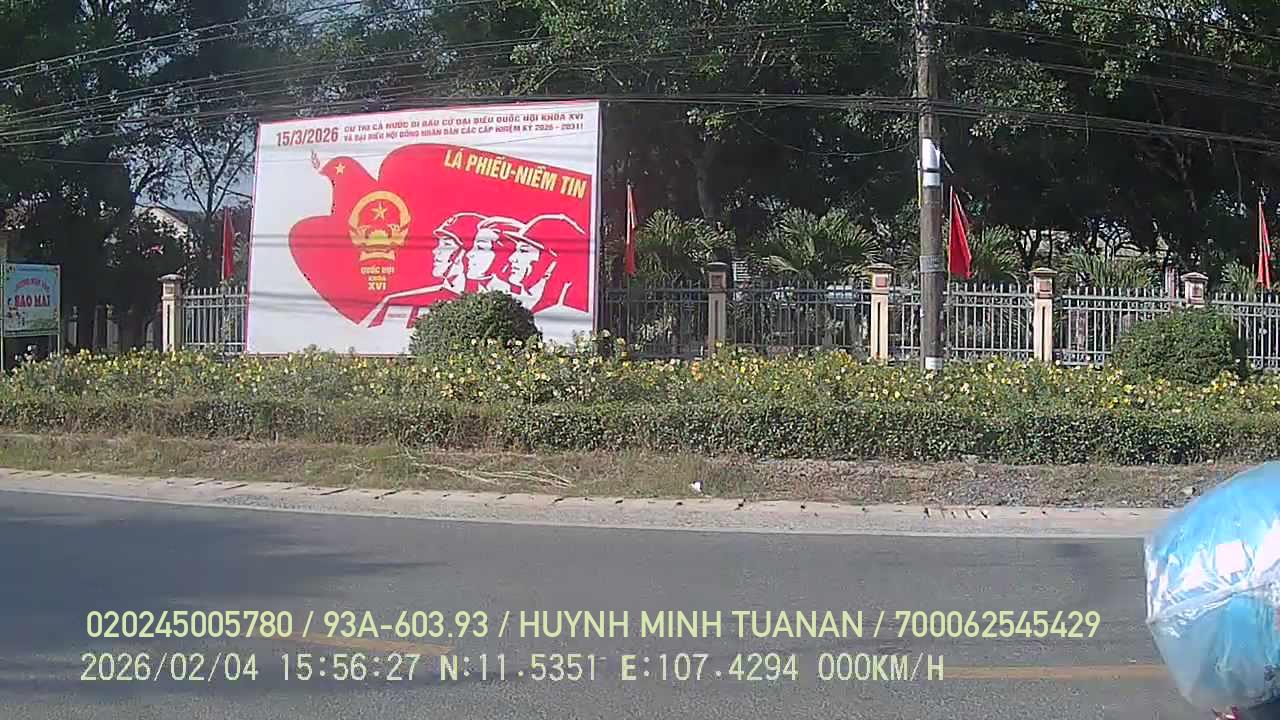 15/3/2026 CỬ TRI CẢ NƯỚC ĐI BẦU CỬ ĐẠI BIỂU QUỐC HỘI KHÓA XVI
VÀ ĐẠI BIỂU HỘI ĐỒNG NHÂN DÂN CÁC CẤP NHIỆM KỲ 2026 - 2031!
LÁ PHIẾU-NIỀM TIN
QUỐC HỘI
KHÓA
XVI
SAO MAI
020245005780 / 93A-603.93 / HUYNH MINH TUANAN / 700062545429
2026/02/04 15:56:27 N:11.5351 E:107.4294 000KM/H